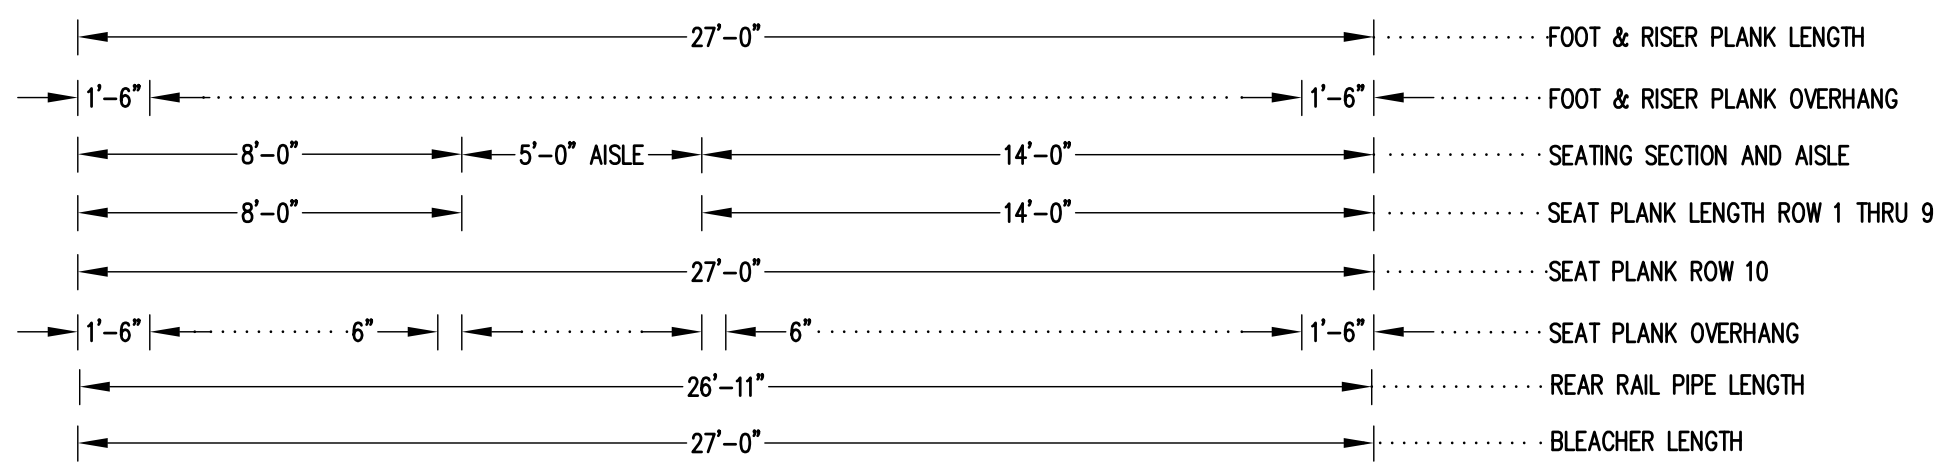 27'-0" FOOT & RISER PLANK LENGTH
1'-6" 1'-6" FOOT & RISER PLANK OVERHANG
8'-0" 5'-0" AISLE 14'-0" SEATING SECTION AND AISLE
8'-0" 14'-0" SEAT PLANK LENGTH ROW 1 THRU 9
27'-0" SEAT PLANK ROW 10
1'-6" 6" 6" 1'-6" SEAT PLANK OVERHANG
26'-11" REAR RAIL PIPE LENGTH
27'-0" BLEACHER LENGTH